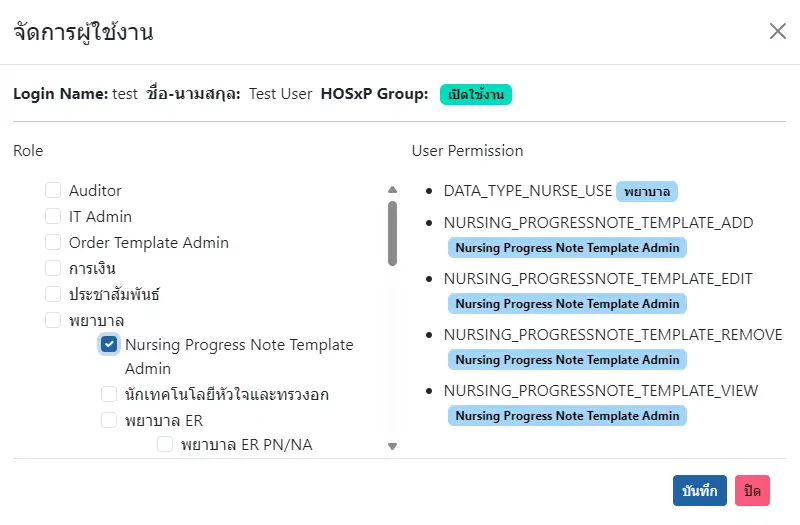 จัดการผู้ใช้งาน
Login Name: test ชื่อ-นามสกุล: Test User HOSxP Group: เปิดใช้งาน
Role
Auditor
IT Admin
Order Template Admin
การเงิน
ประชาสัมพันธ์
พยาบาล
Nursing Progress Note Template
Admin
นักเทคโนโลยีหัวใจและทรวงอก
พยาบาล ER
พยาบาล ER PN/NA
User Permission
DATA_TYPE_NURSE_USE พยาบาล
NURSING_PROGRESSNOTE_TEMPLATE_ADD
Nursing Progress Note Template Admin
NURSING_PROGRESSNOTE_TEMPLATE_EDIT
Nursing Progress Note Template Admin
NURSING_PROGRESSNOTE_TEMPLATE_REMOVE
Nursing Progress Note Template Admin
NURSING_PROGRESSNOTE_TEMPLATE_VIEW
Nursing Progress Note Template Admin
บันทึก ปิด